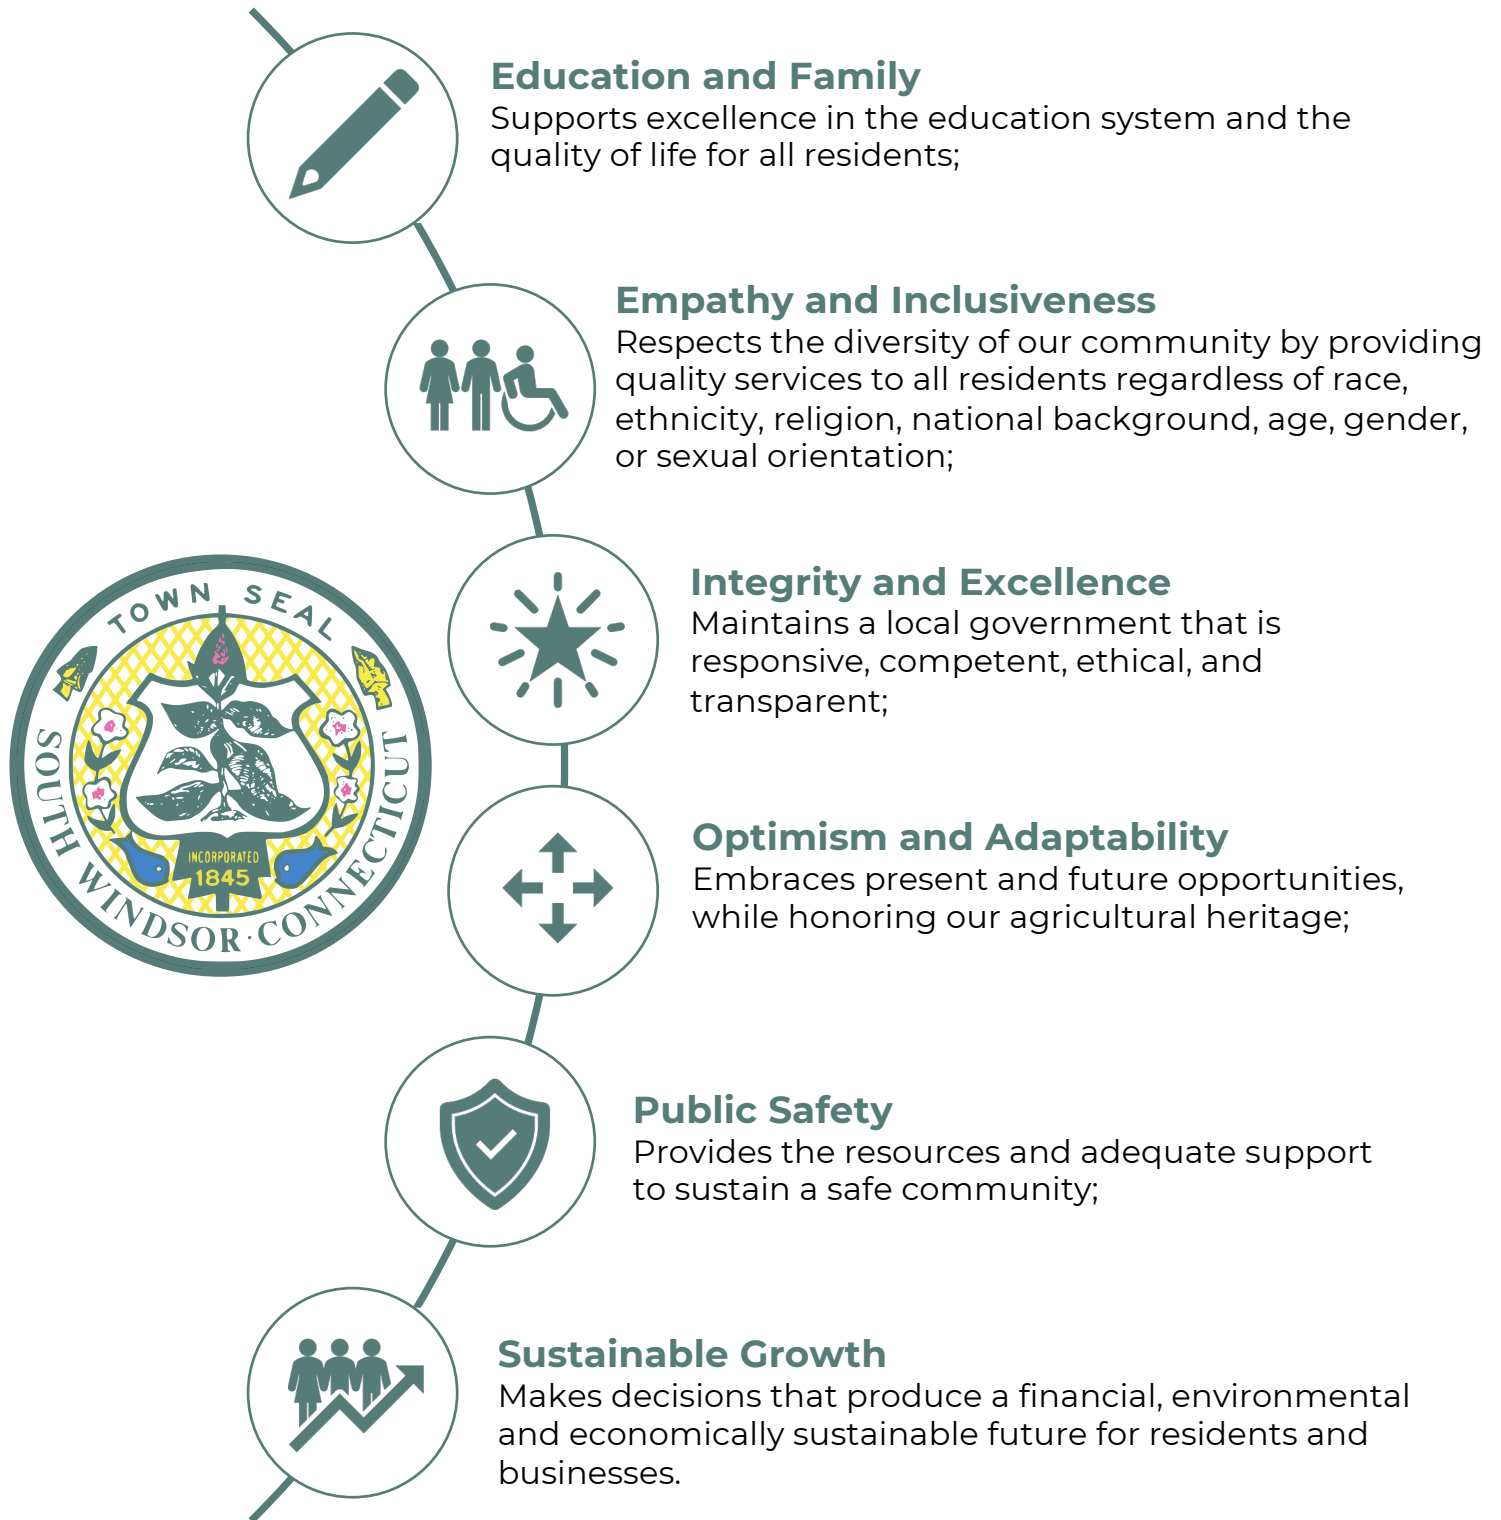 Education and Family
Supports excellence in the education system and the
quality of life for all residents;
Empathy and Inclusiveness
Respects the diversity of our community by providing
quality services to all residents regardless of race,
ethnicity, religion, national background, age, gender,
or sexual orientation;
TOWN SEAL
SOUTH WINDSOR · CONNECTICUT
INCORPORATED
1845
Integrity and Excellence
Maintains a local government that is
responsive, competent, ethical, and
transparent;
Optimism and Adaptability
Embraces present and future opportunities,
while honoring our agricultural heritage;
Public Safety
Provides the resources and adequate support
to sustain a safe community;
Sustainable Growth
Makes decisions that produce a financial, environmental
and economically sustainable future for residents and
businesses.